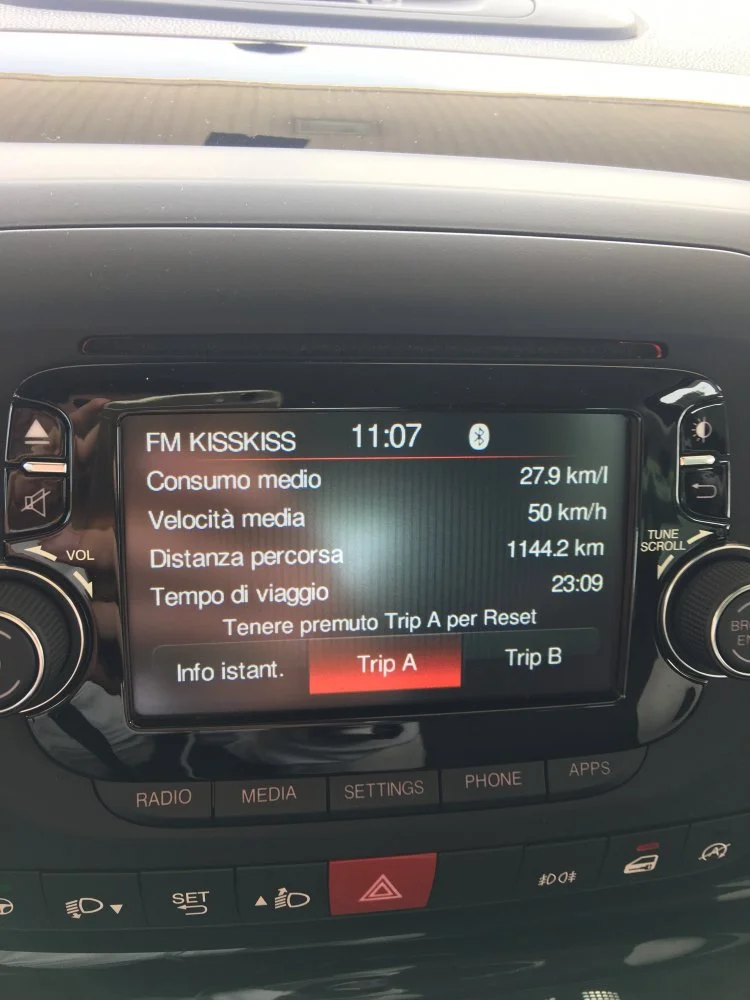 FM KISSKISS 11:07
Consumo medio 27.9 km/l
Velocità media 50 km/h
Distanza percorsa 1144.2 km
Tempo di viaggio 23:09
Tenere premuto Trip A per Reset
Info istant. Trip A Trip B
VOL
TUNE
SCROLL
RADIO MEDIA SETTINGS PHONE APPS
SET